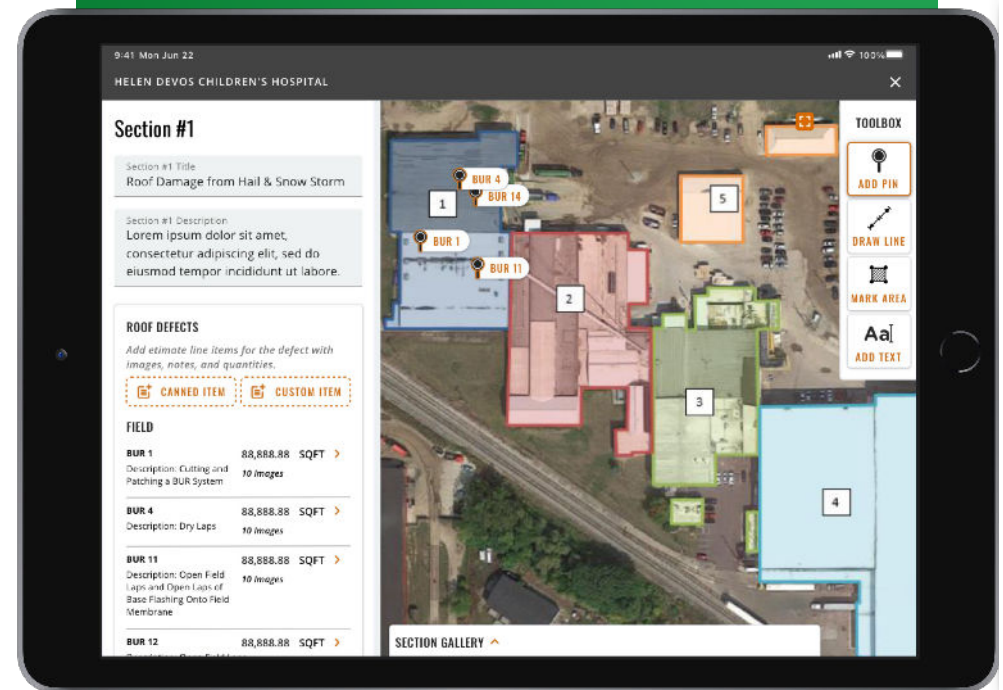 9:41 Mon Jun 22
100%
HELEN DEVOS CHILDREN'S HOSPITAL
Section #1
Section #1 Title
Roof Damage from Hail & Snow Storm
Section #1 Description
Lorem ipsum dolor sit amet,
consectetur adipiscing elit, sed do
eiusmod tempor incididunt ut labore.
ROOF DEFECTS
Add etimate line items for the defect with
images, notes, and quantities.
CANNED ITEM
CUSTOM ITEM
FIELD
BUR 1 88,888.88 SQFT >
Description: Cutting and
Patching a BUR System
10 Images
BUR 4 88,888.88 SQFT >
Description: Dry Laps
10 Images
BUR 11 88,888.88 SQFT >
Description: Open Field
Laps and Open Laps of
Base Flashing Onto Field
Membrane
10 Images
BUR 12 88,888.88 SQFT >
BUR 4
BUR 14
BUR 1
BUR 11
1
2
3
4
5
TOOLBOX
ADD PIN
DRAW LINE
MARK AREA
Aa
ADD TEXT
SECTION GALLERY